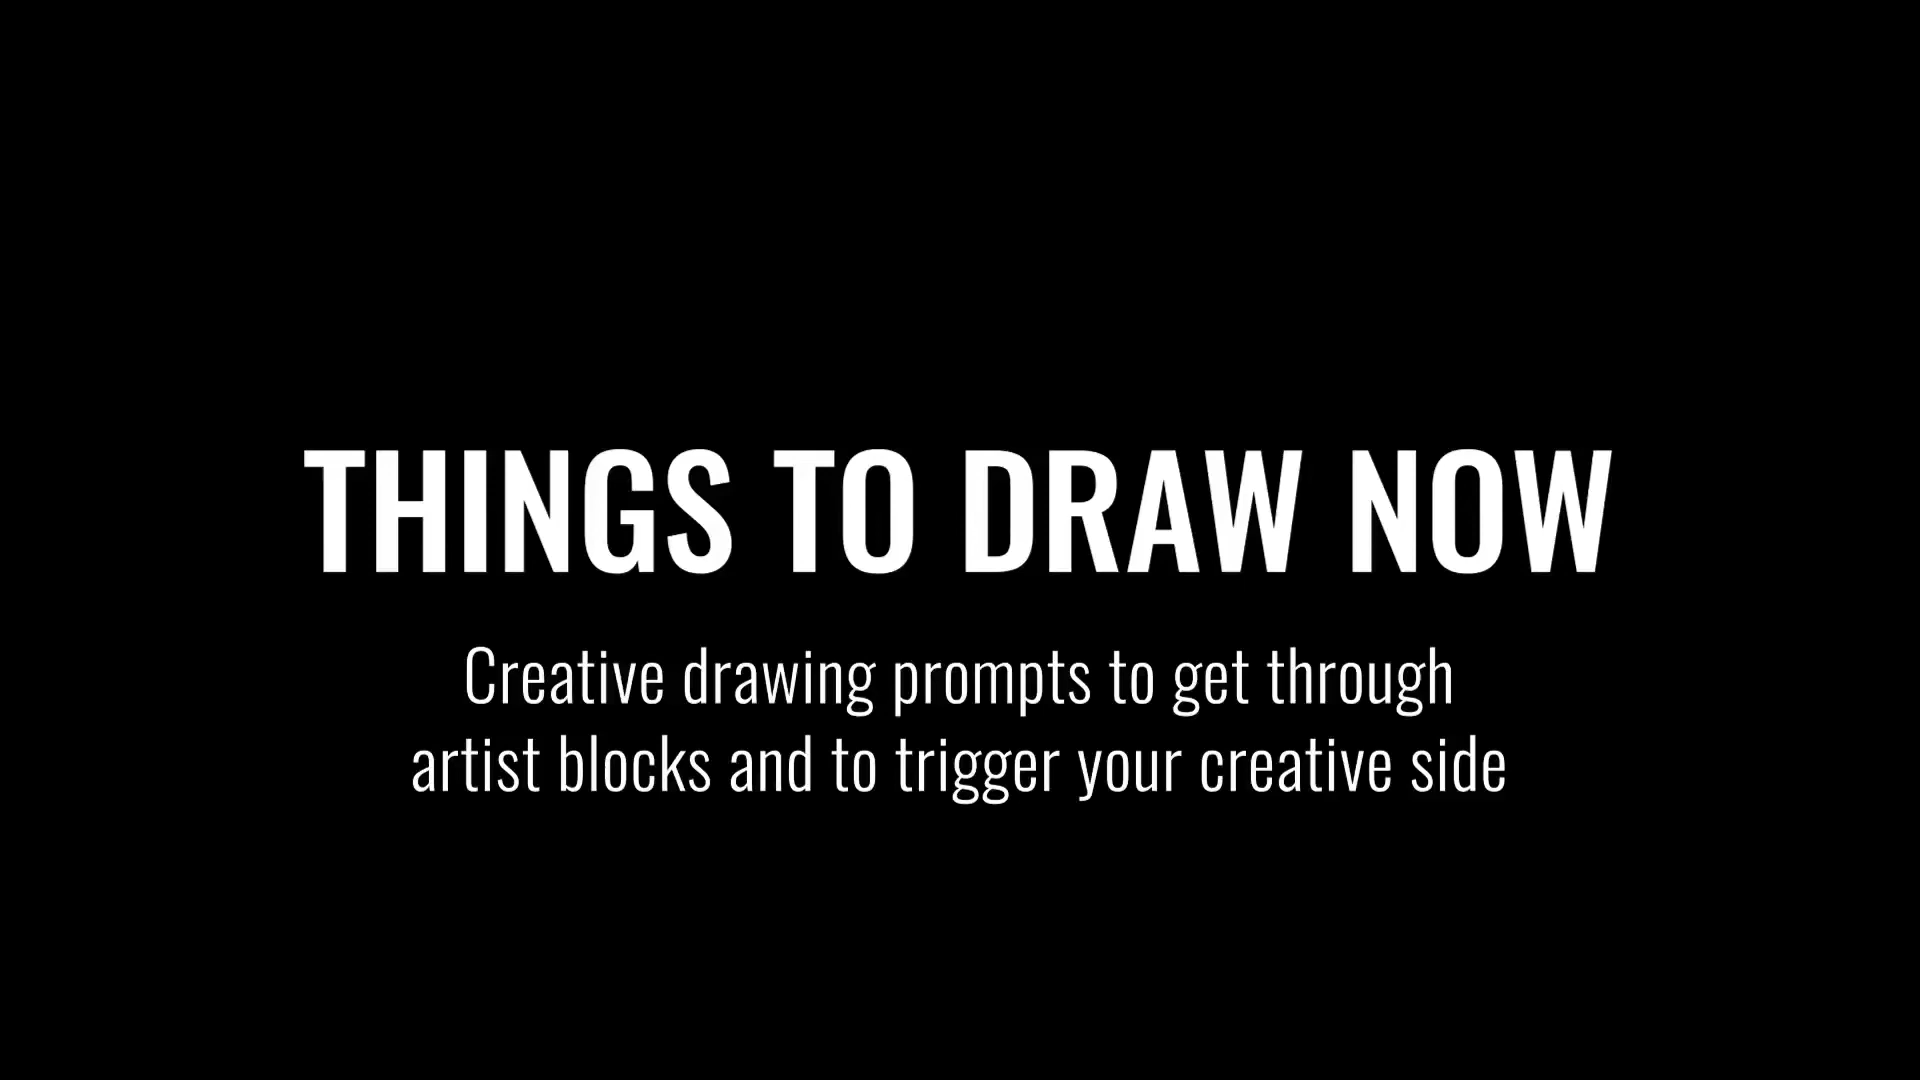 THINGS TO DRAW NOW
Creative drawing prompts to get through
artist blocks and to trigger your creative side